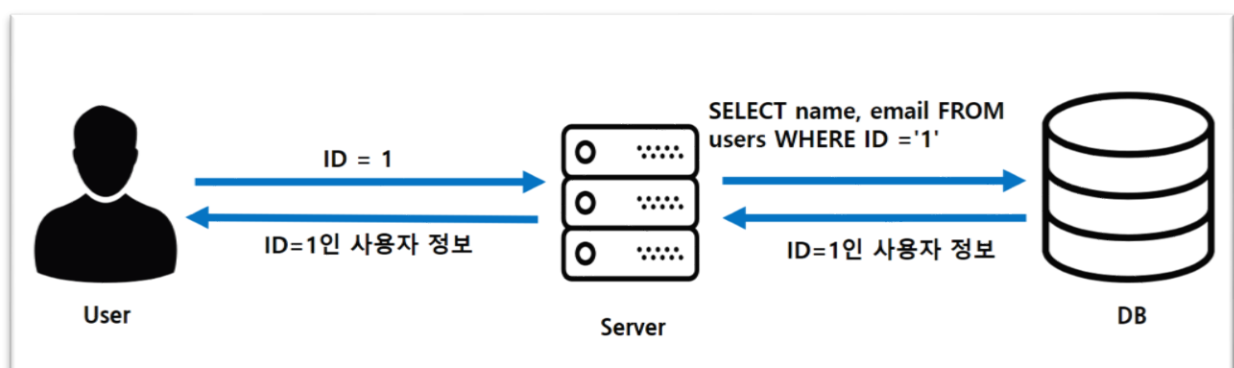 ID = 1
ID=1인 사용자 정보
SELECT name, email FROM
users WHERE ID ='1'
ID=1인 사용자 정보
User
Server
DB